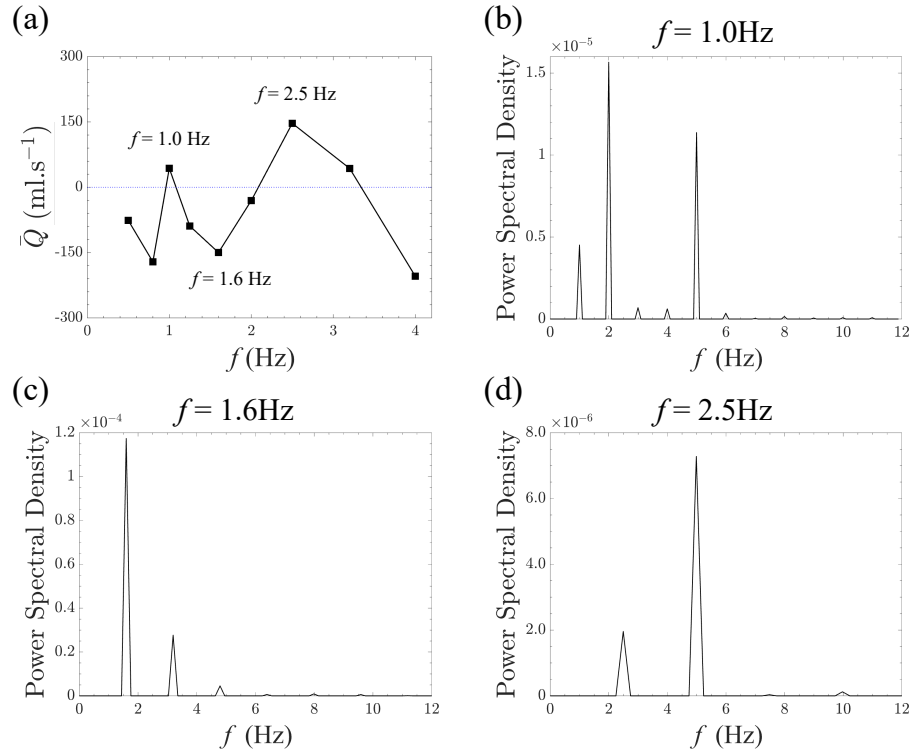 (a)
300
150
0
-150
-300
Q̄ (ml.s⁻¹)
f = 1.0 Hz
f = 2.5 Hz
f = 1.6 Hz
0 1 2 3 4
f (Hz)
(b)
f = 1.0Hz
×10⁻⁵
1.5
1
0.5
0
Power Spectral Density
0 2 4 6 8 10 12
f (Hz)
(c)
f = 1.6Hz
×10⁻⁴
1.2
1
0.8
0.6
0.4
0.2
0
Power Spectral Density
0 2 4 6 8 10 12
f (Hz)
(d)
f = 2.5Hz
×10⁻⁶
8.0
6.0
4.0
2.0
0
Power Spectral Density
0 2 4 6 8 10 12
f (Hz)